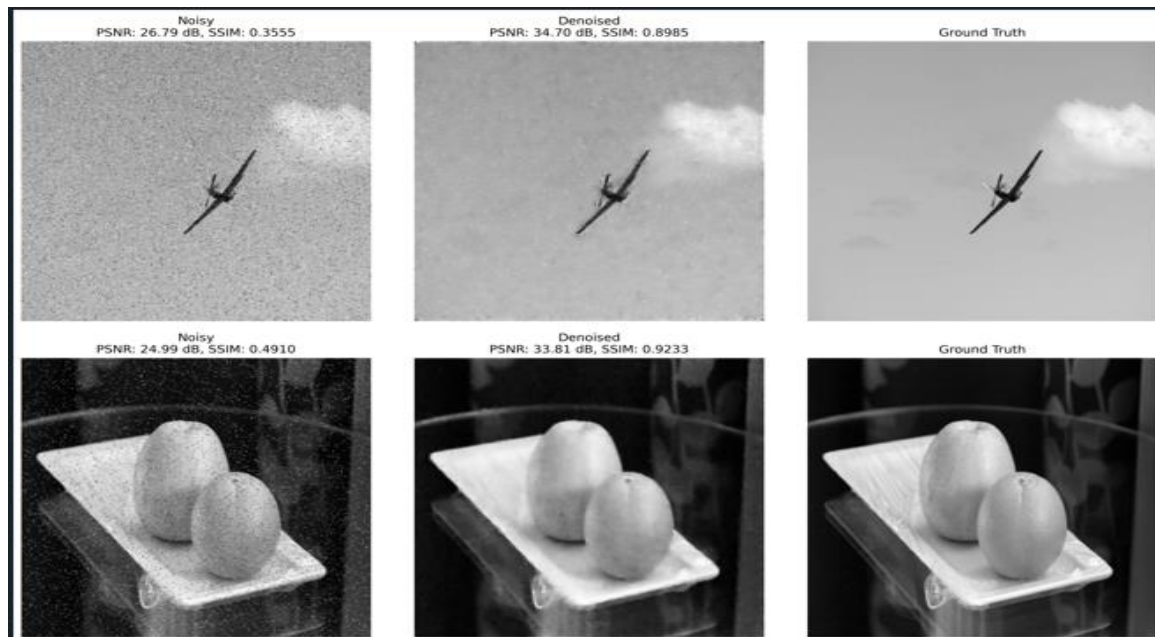 Noisy
PSNR: 26.79 dB, SSIM: 0.3555
Denoised
PSNR: 34.70 dB, SSIM: 0.8985
Ground Truth
Noisy
PSNR: 24.99 dB, SSIM: 0.4910
Denoised
PSNR: 33.81 dB, SSIM: 0.9233
Ground Truth